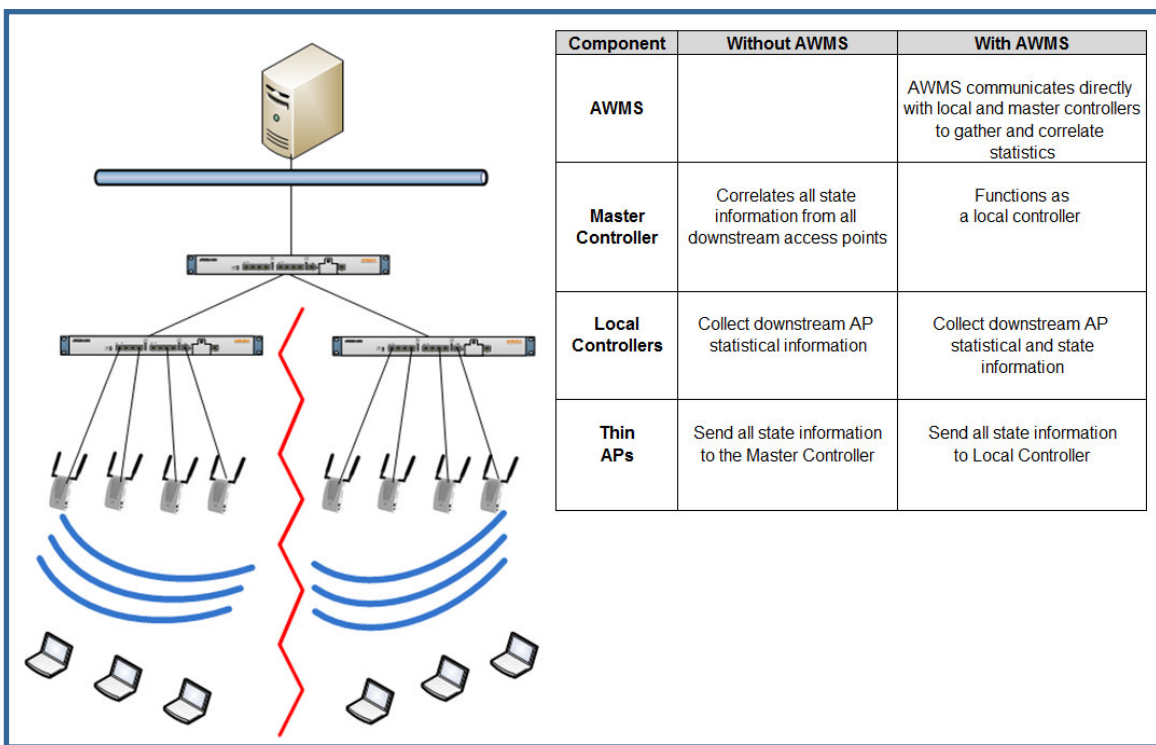 Component Without AWMS With AWMS
AWMS
AWMS communicates directly
with local and master controllers
to gather and correlate
statistics
Master
Controller
Correlates all state
information from all
downstream access points
Functions as
a local controller
Local
Controllers
Collect downstream AP
statistical information
Collect downstream AP
statistical and state
information
Thin
APs
Send all state information
to the Master Controller
Send all state information
to Local Controller